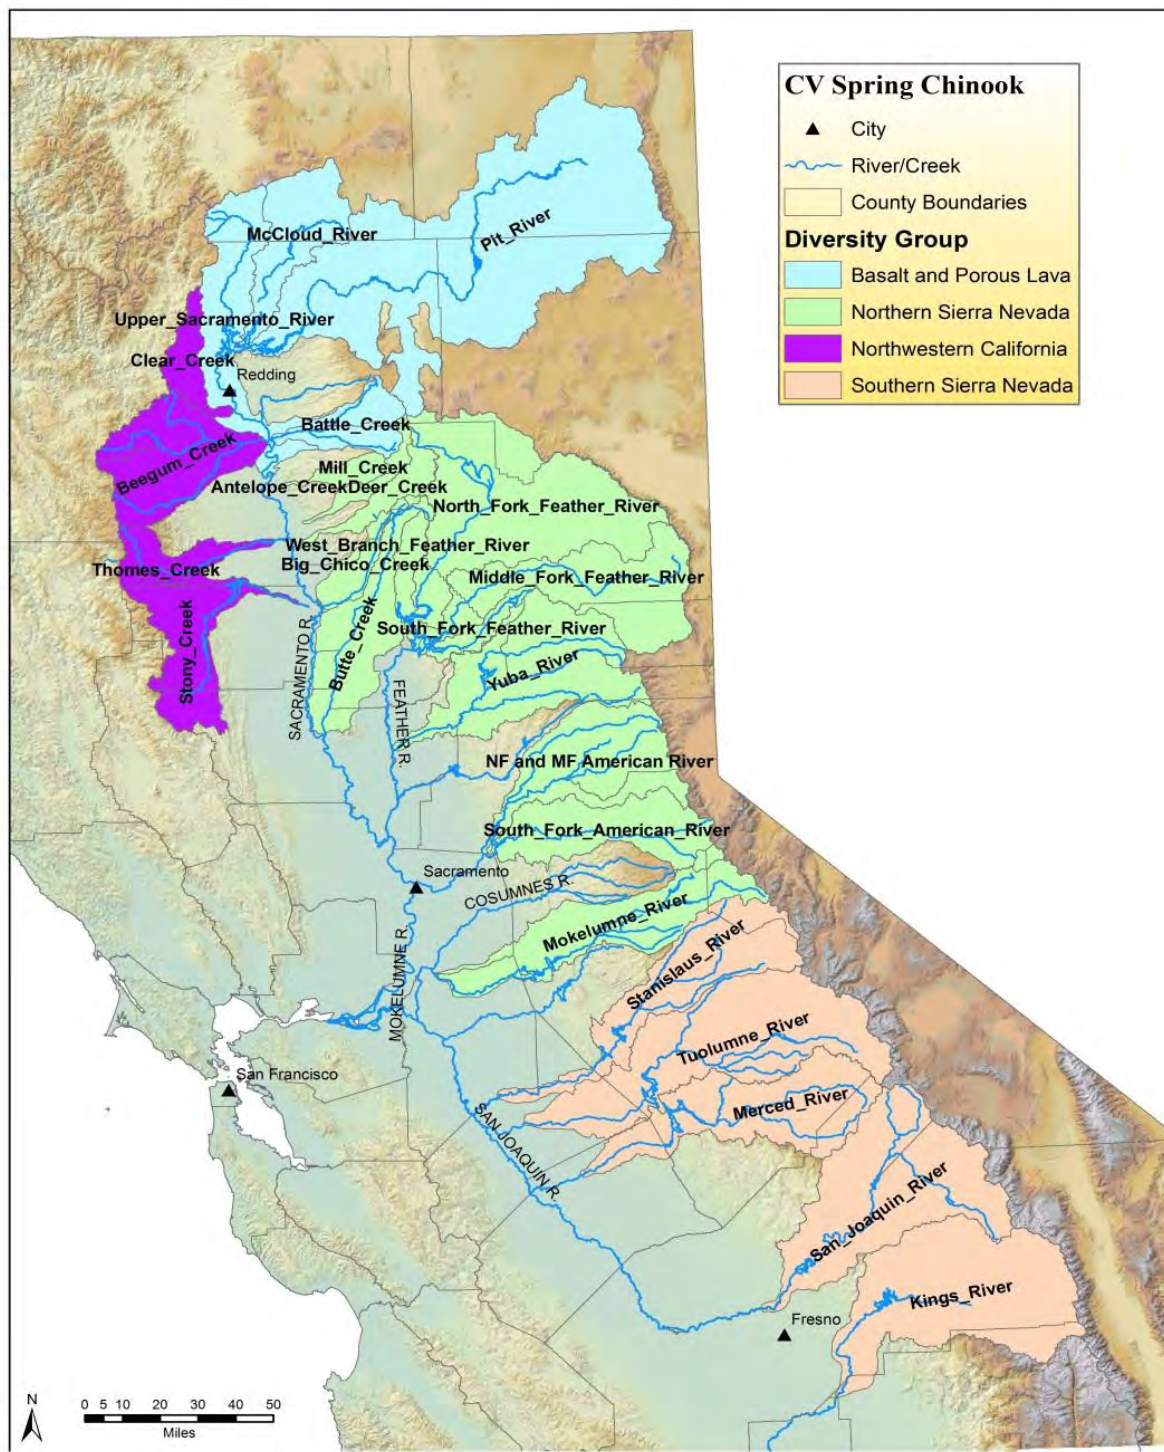 CV Spring Chinook
City
River/Creek
County Boundaries
Diversity Group
Basalt and Porous Lava
Northern Sierra Nevada
Northwestern California
Southern Sierra Nevada
McCloud_River
Pit_River
Upper_Sacramento_River
Clear_Creek
Redding
Battle_Creek
Beegum_Creek
Mill_Creek
Antelope_CreekDeer_Creek
North_Fork_Feather_River
West_Branch_Feather_River
Big_Chico_Creek
Thomes_Creek
Middle_Fork_Feather_River
Stony_Creek
SACRAMENTO R.
Butte_Creek
South_Fork_Feather_River
Yuba_River
FEATHER R.
NF and MF American River
South_Fork_American_River
Sacramento
COSUMNES R.
Mokelumne_River
MOKELUMNE R.
Stanislaus_River
Tuolumne_River
San Francisco
Merced_River
SAN JOAQUIN R.
San_Joaquin_River
Kings_River
Fresno
N
0 5 10 20 30 40 50
Miles